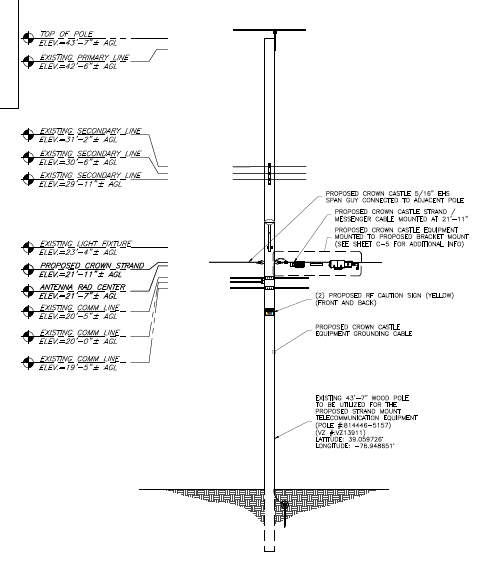 TOP OF POLE
ELEV.=43'-7"± AGL
EXISTING PRIMARY LINE
ELEV.=42'-6"± AGL
EXISTING SECONDARY LINE
ELEV.=31'-2"± AGL
EXISTING SECONDARY LINE
ELEV.=30'-6"± AGL
EXISTING SECONDARY LINE
ELEV.=29'-11"± AGL
PROPOSED CROWN CASTLE 5/16" EHS
SPAN GUY CONNECTED TO ADJACENT POLE
PROPOSED CROWN CASTLE STRAND /
MESSENGER CABLE MOUNTED AT 21'-11"
PROPOSED CROWN CASTLE EQUIPMENT
MOUNTED TO PROPOSED BRACKET MOUNT
(SEE SHEET C-5 FOR ADDITIONAL INFO)
EXISTING LIGHT FIXTURE
ELEV.=23'-4"± AGL
PROPOSED CROWN STRAND
ELEV.=21'-11"± AGL
ANTENNA RAD CENTER
ELEV.=21'-7"± AGL
EXISTING COMM LINE
ELEV.=20'-5"± AGL
EXISTING COMM LINE
ELEV.=20'-0"± AGL
EXISTING COMM LINE
ELEV.=19'-5"± AGL
(2) PROPOSED RF CAUTION SIGN (YELLOW)
(FRONT AND BACK)
PROPOSED CROWN CASTLE
EQUIPMENT GROUNDING CABLE
EXISTING 43'-7" WOOD POLE
TO BE UTILIZED FOR THE
PROPOSED STRAND MOUNT
TELECOMMUNICATION EQUIPMENT
(POLE #:814446-5157)
(VZ #:VZ13911)
LATITUDE: 39.059726°
LONGITUDE: -76.948651°